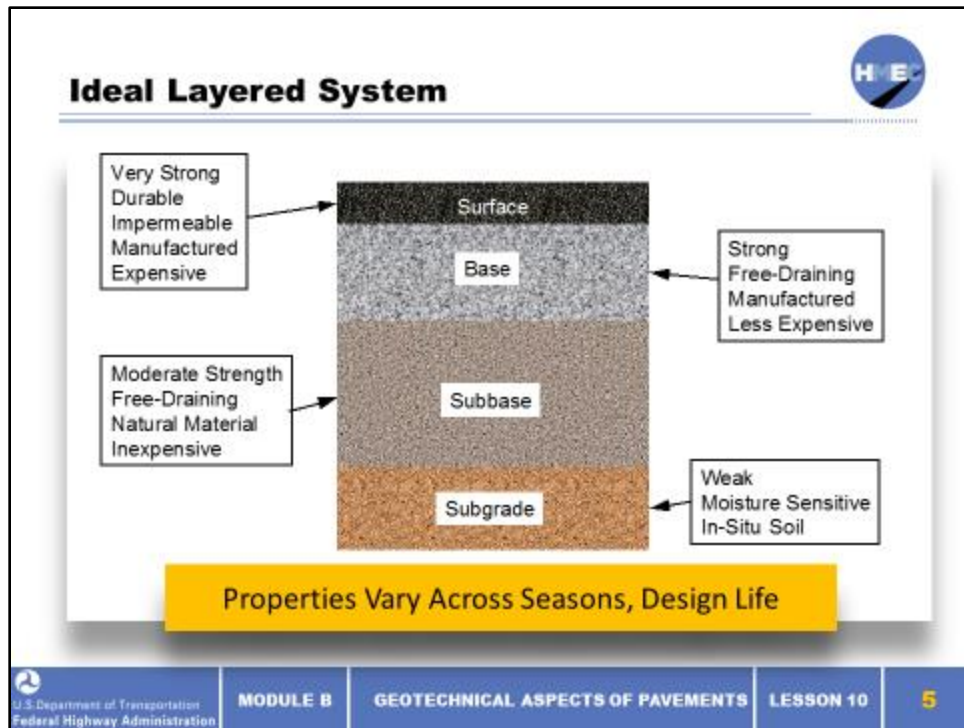 Ideal Layered System
HMEC
Very Strong
Durable
Impermeable
Manufactured
Expensive
Surface
Base
Strong
Free-Draining
Manufactured
Less Expensive
Moderate Strength
Free-Draining
Natural Material
Inexpensive
Subbase
Subgrade
Weak
Moisture Sensitive
In-Situ Soil
Properties Vary Across Seasons, Design Life
U.S.Department of Transportation
Federal Highway Administration
MODULE B
GEOTECHNICAL ASPECTS OF PAVEMENTS
LESSON 10
5